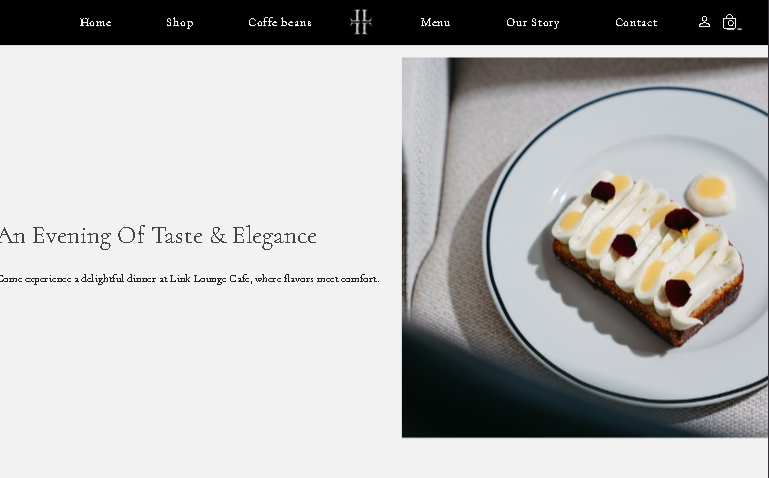 Home Shop Coffe beans Menu Our Story Contact
An Evening Of Taste & Elegance
Come experience a delightful dinner at Link Lounge Cafe, where flavors meet comfort.